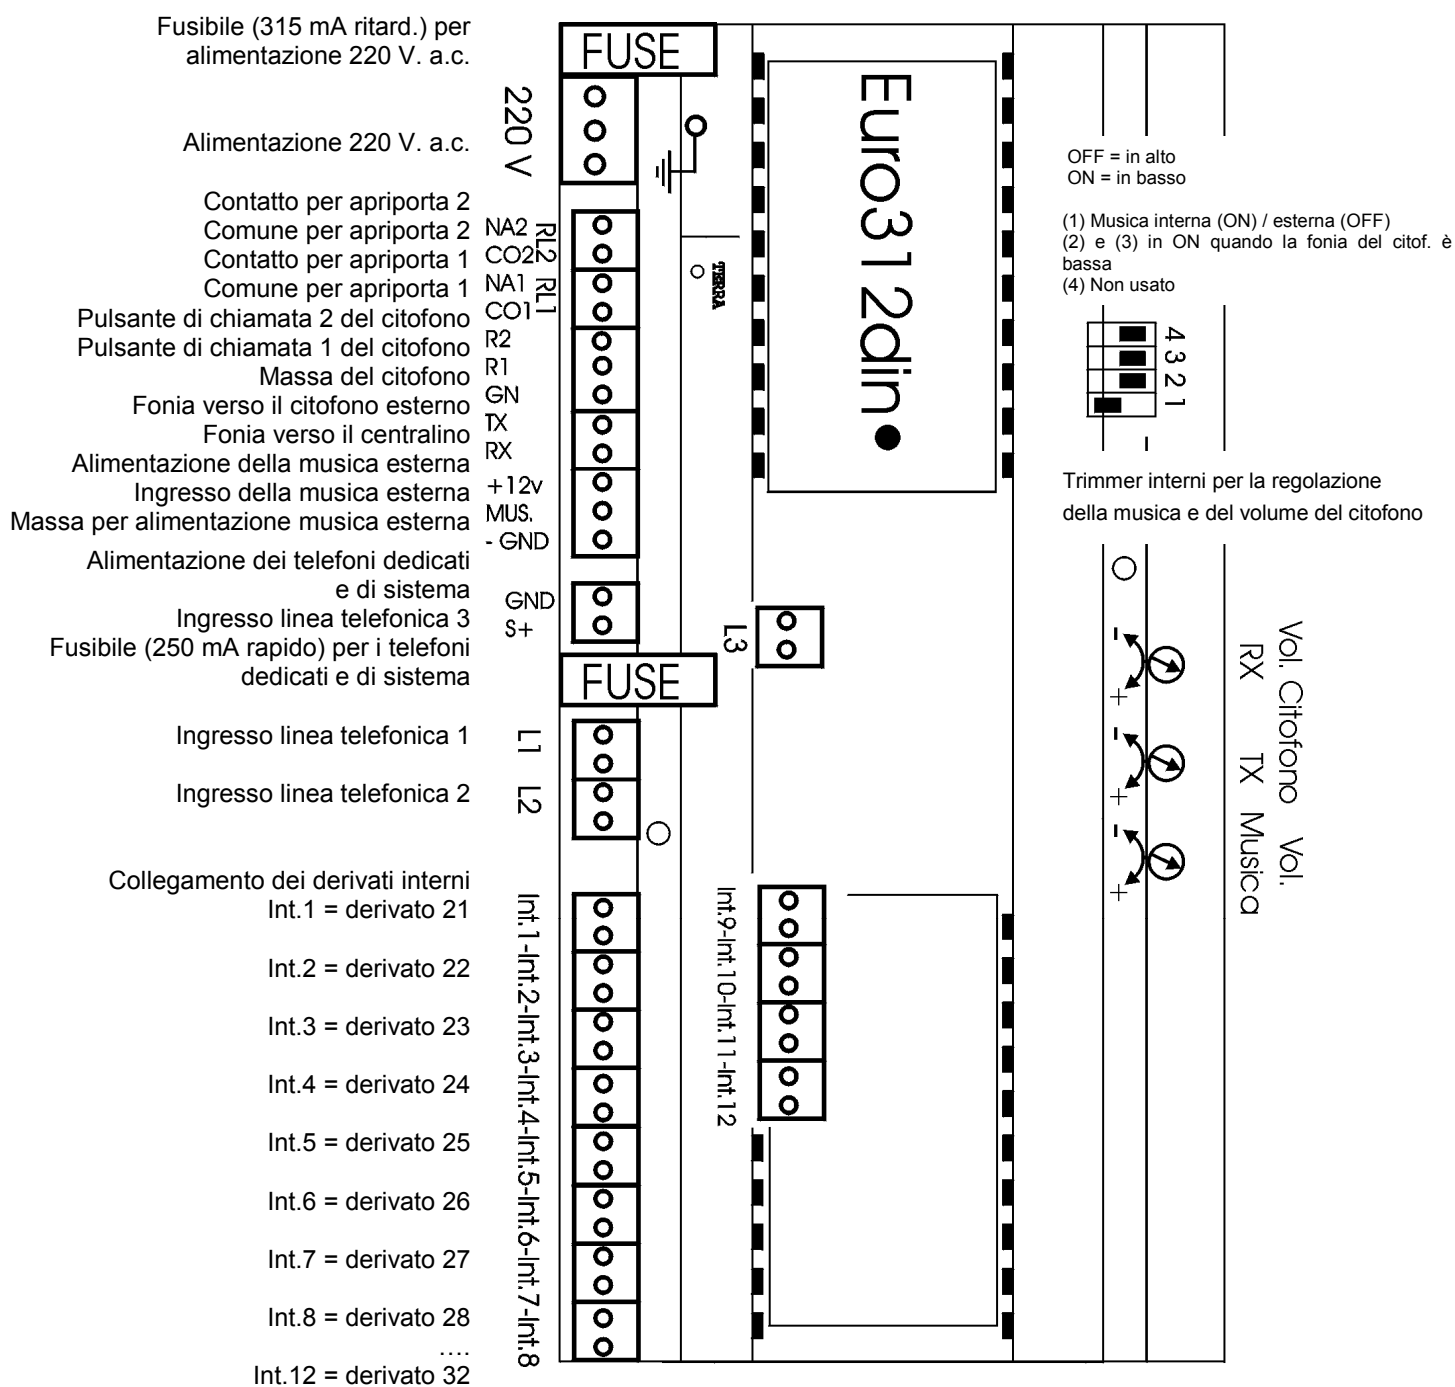 Fusibile (315 mA ritard.) per
alimentazione 220 V. a.c.
Alimentazione 220 V. a.c.
Contatto per apriporta 2
Comune per apriporta 2
Contatto per apriporta 1
Comune per apriporta 1
Pulsante di chiamata 2 del citofono
Pulsante di chiamata 1 del citofono
Massa del citofono
Fonia verso il citofono esterno
Fonia verso il centralino
Alimentazione della musica esterna
Ingresso della musica esterna
Massa per alimentazione musica esterna
Alimentazione dei telefoni dedicati
e di sistema
Ingresso linea telefonica 3
Fusibile (250 mA rapido) per i telefoni
dedicati e di sistema
Ingresso linea telefonica 1
Ingresso linea telefonica 2
Collegamento dei derivati interni
Int.1 = derivato 21
Int.2 = derivato 22
Int.3 = derivato 23
Int.4 = derivato 24
Int.5 = derivato 25
Int.6 = derivato 26
Int.7 = derivato 27
Int.8 = derivato 28
....
Int.12 = derivato 32
FUSE
220 V
NA2
CO2
RL2
NA1
CO1
RL1
R2
R1
GN
TX
RX
+12v
MUS.
- GND
GND
S+
FUSE
L1
L2
Int.1-Int.2-Int.3-Int.4-Int.5-Int.6-Int.7-Int.8
TERRA
L3
Int.9-Int.10-Int.11-Int.12
Euro312din•
OFF = in alto
ON = in basso
(1) Musica interna (ON) / esterna (OFF)
(2) e (3) in ON quando la fonia del citof. è
bassa
(4) Non usato
4 3 2 1
Trimmer interni per la regolazione
della musica e del volume del citofono
- +
- +
- +
Vol. Citofono Vol.
RX TX Musica